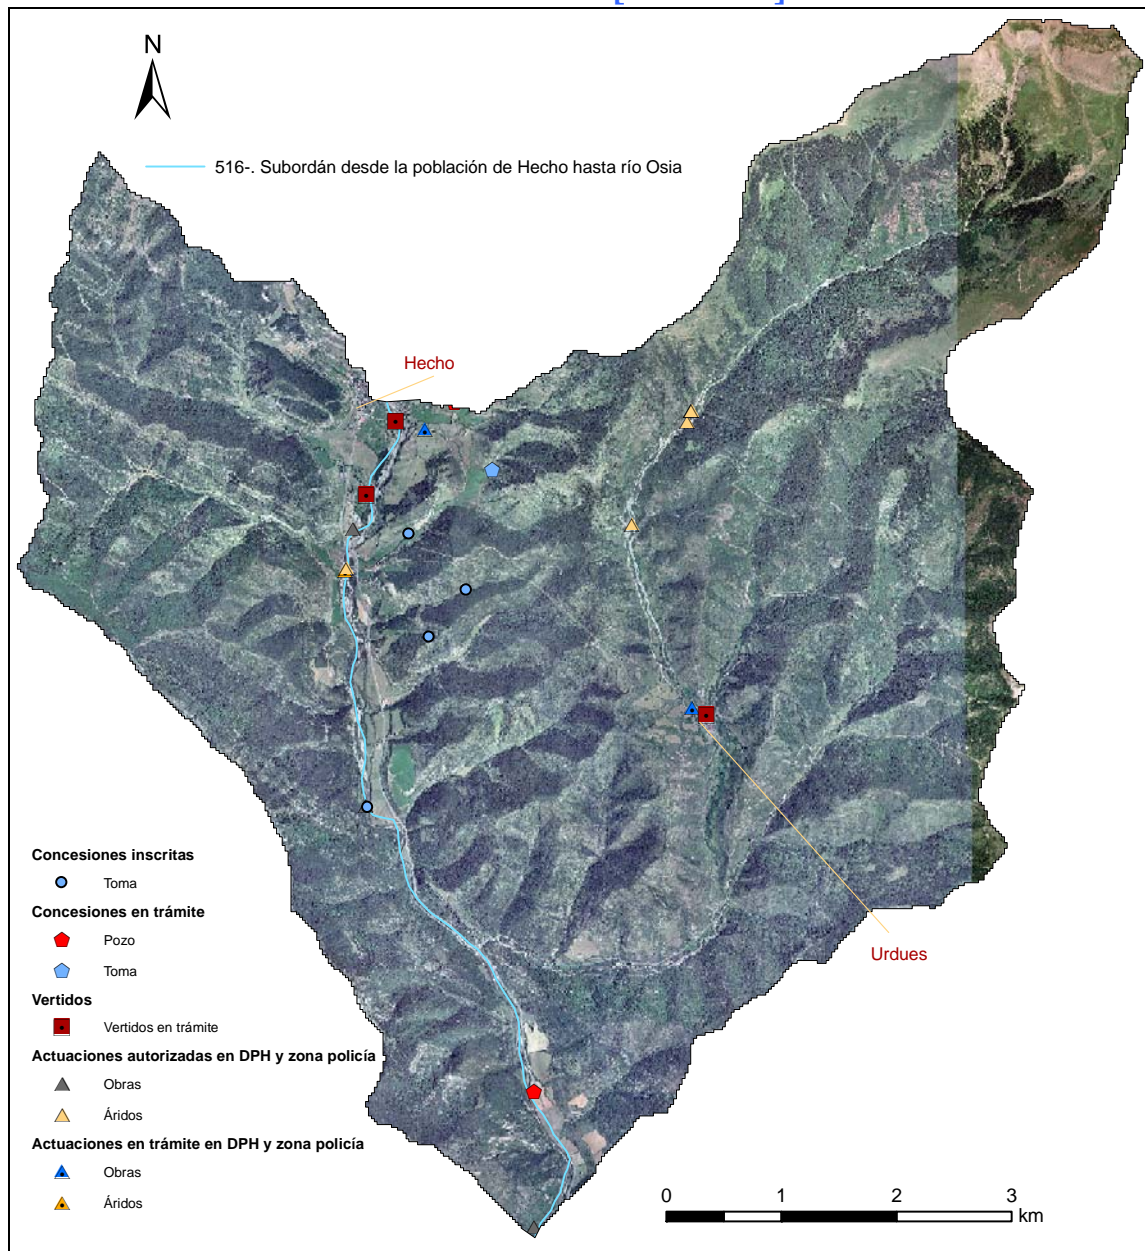 N
516-. Subordán desde la población de Hecho hasta río Osia
Hecho
Urdues
Concesiones inscritas
Toma
Concesiones en trámite
Pozo
Toma
Vertidos
Vertidos en trámite
Actuaciones autorizadas en DPH y zona policía
Obras
Áridos
Actuaciones en trámite en DPH y zona policía
Obras
Áridos
0 1 2 3
km